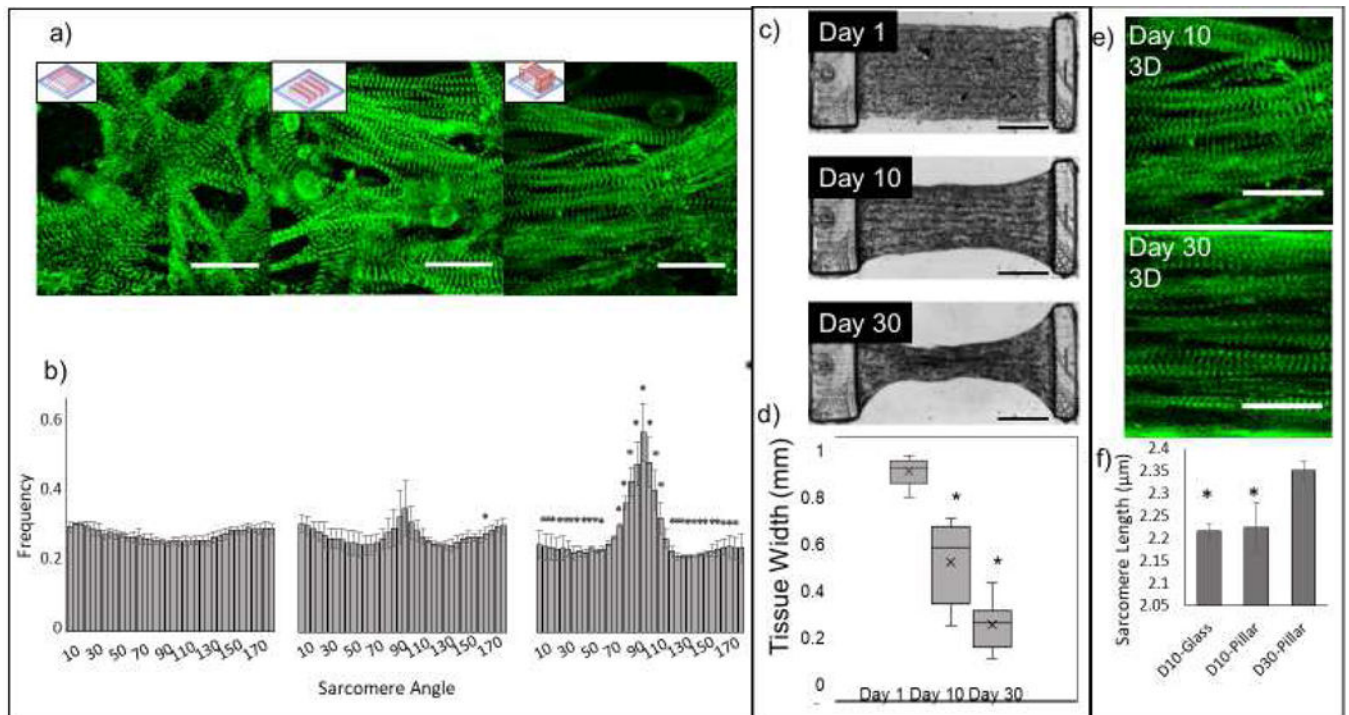 a)
b)
Frequency
0.6
0.4
0.2
0
10 30 50 70 90 110 130 150 170
10 30 50 70 90 110 130 150 170
10 30 50 70 90 110 130 150 170
Sarcomere Angle
c)
Day 1
Day 10
Day 30
d)
Tissue Width (mm)
1
0.8
0.6
0.4
0.2
0
Day 1 Day 10 Day 30
e)
Day 10
3D
Day 30
3D
f)
Sarcomere Length (µm)
2.4
2.35
2.3
2.25
2.2
2.15
2.1
2.05
D10-Glass
D10-Pillar
D30-Pillar